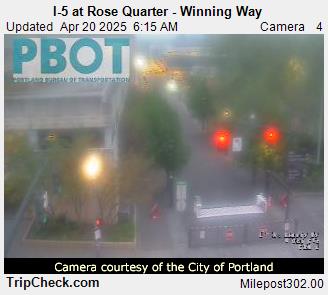 I-5 at Rose Quarter - Winning Way
Updated Apr 20 2025 6:15 AM Camera 4
PBOT
PORTLAND BUREAU OF TRANSPORTATION
Camera courtesy of the City of Portland
TripCheck.com Milepost302.00